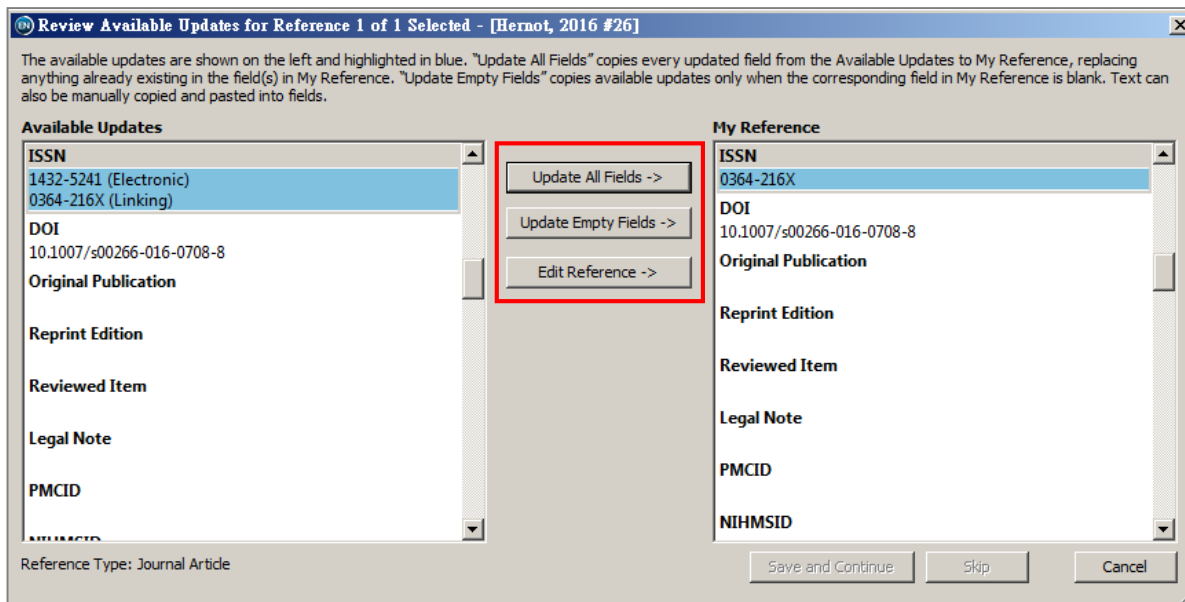 EN Review Available Updates for Reference 1 of 1 Selected - [Hernot, 2016 #26]
The available updates are shown on the left and highlighted in blue. "Update All Fields" copies every updated field from the Available Updates to My Reference, replacing
anything already existing in the field(s) in My Reference. "Update Empty Fields" copies available updates only when the corresponding field in My Reference is blank. Text can
also be manually copied and pasted into fields.
Available Updates
ISSN
1432-5241 (Electronic)
0364-216X (Linking)
DOI
10.1007/s00266-016-0708-8
Original Publication
Reprint Edition
Reviewed Item
Legal Note
PMCID
NIHMSID
Update All Fields ->
Update Empty Fields ->
Edit Reference ->
My Reference
ISSN
0364-216X
DOI
10.1007/s00266-016-0708-8
Original Publication
Reprint Edition
Reviewed Item
Legal Note
PMCID
NIHMSID
Reference Type: Journal Article
Save and Continue
Skip
Cancel